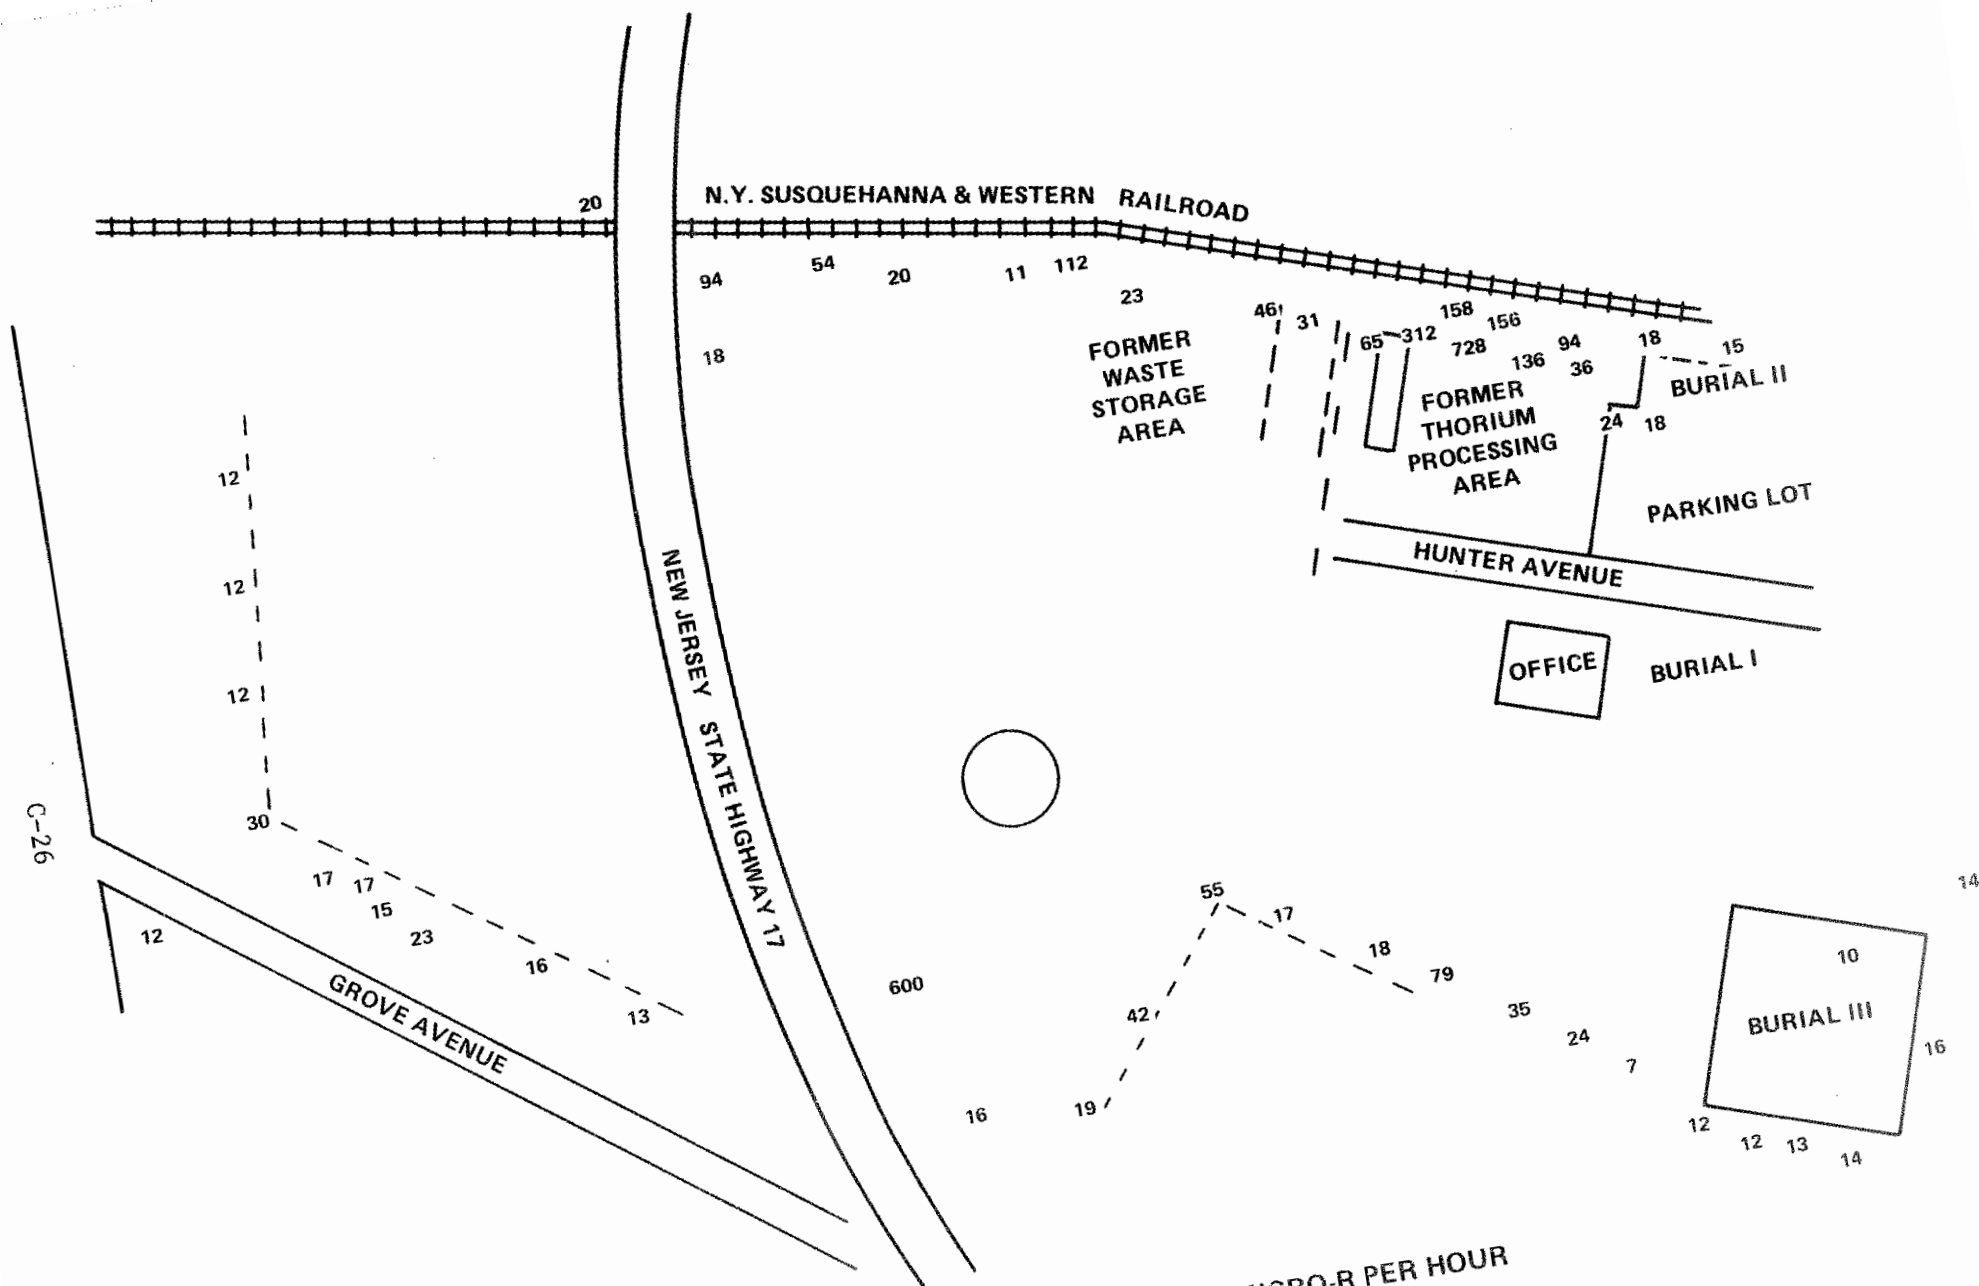 20
N.Y. SUSQUEHANNA & WESTERN RAILROAD
94
54
20
11
112
23
18
46
31
65
312
158
156
728
136
94
36
18
15
BURIAL II
24
18
FORMER
WASTE
STORAGE
AREA
FORMER
THORIUM
PROCESSING
AREA
PARKING LOT
HUNTER AVENUE
OFFICE
BURIAL I
12
12
12
30
17
17
15
23
16
13
12
C-26
GROVE AVENUE
NEW JERSEY STATE HIGHWAY 17
600
16
55
17
18
79
42
19
35
24
7
14
10
BURIAL III
16
12
12
13
14
PER HOUR